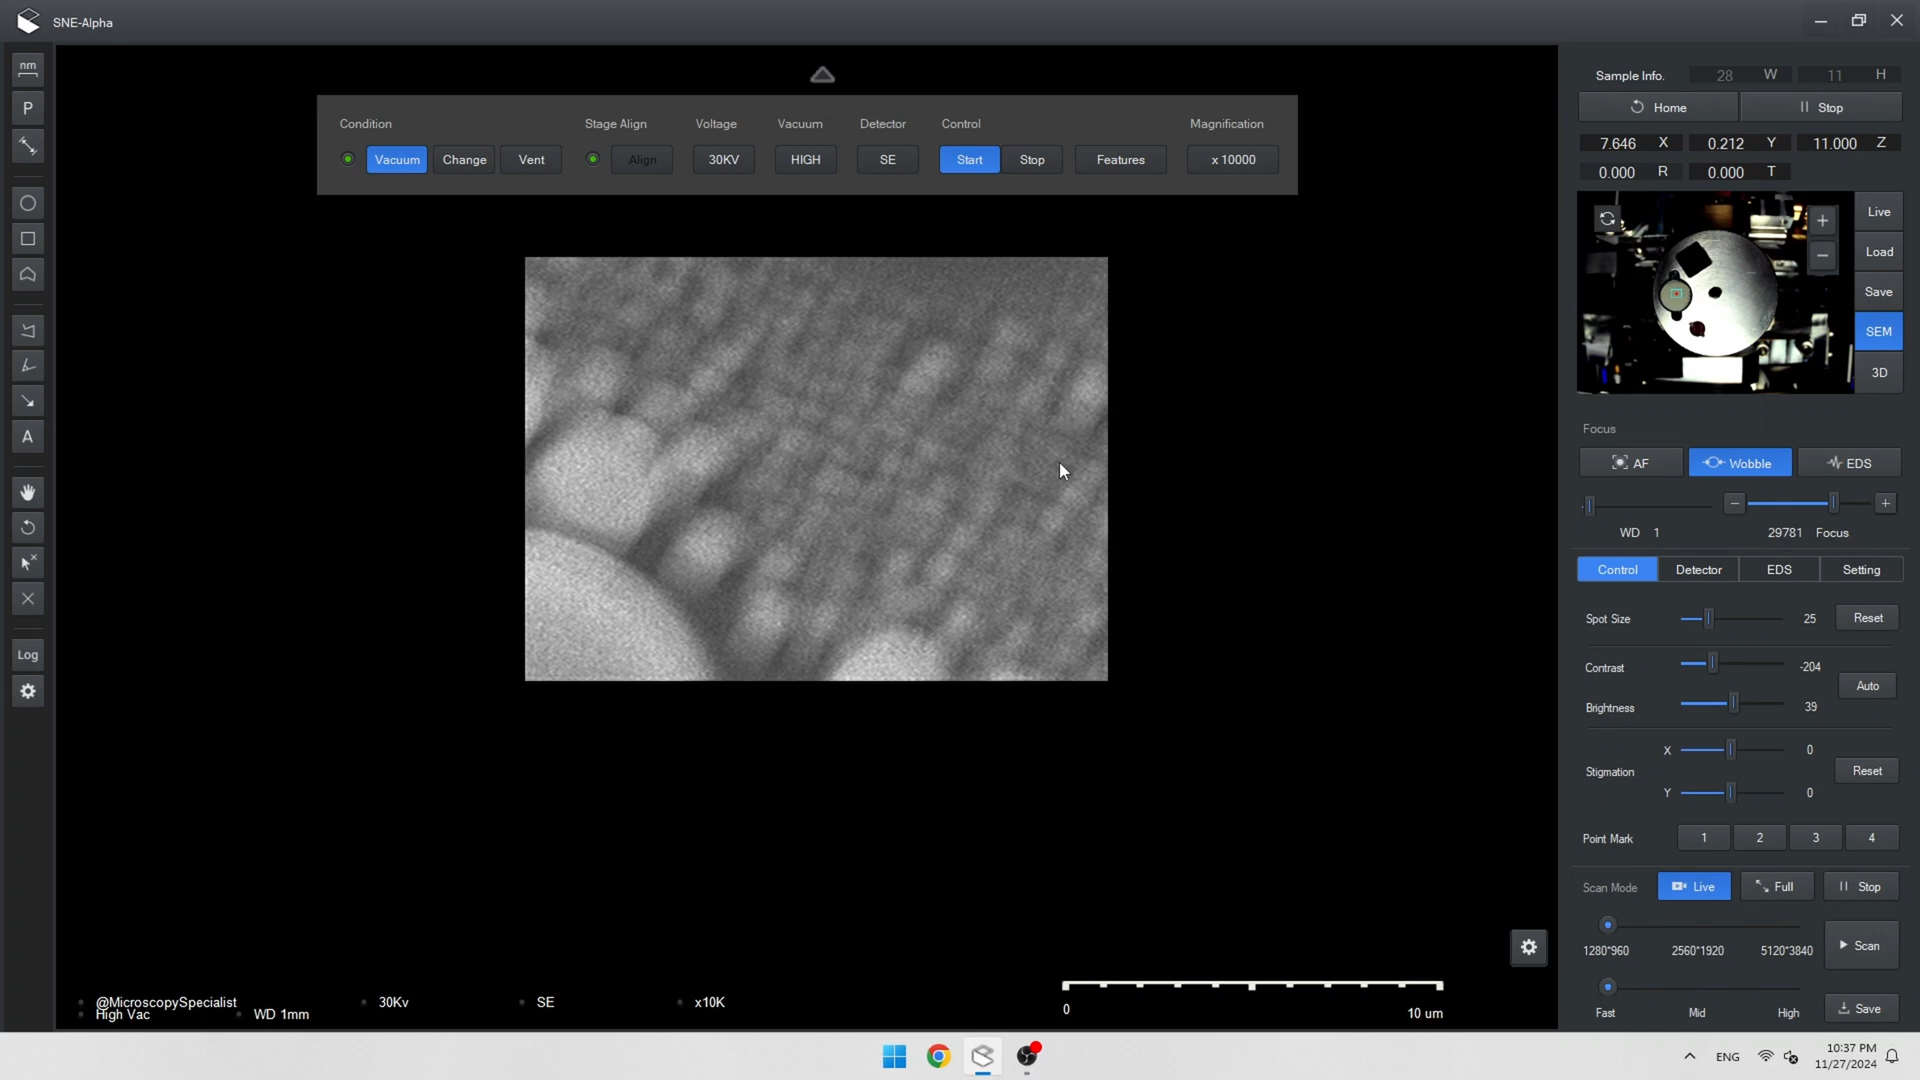 SNE-Alpha
nm
P
A
Log
Condition
Stage Align
Voltage
Vacuum
Detector
Control
Magnification
Vacuum
Change
Vent
Align
30KV
HIGH
SE
Start
Stop
Features
x 10000
Sample Info.
28 W
11 H
Home
Stop
7.646 X
0.212 Y
11.000 Z
0.000 R
0.000 T
Live
Load
Save
SEM
3D
Focus
AF
Wobble
EDS
WD 1
29781 Focus
Control
Detector
EDS
Setting
Spot Size
25
Reset
Contrast
-204
Auto
Brightness
39
Stigmation
X
0
Y
0
Reset
Point Mark
1
2
3
4
Scan Mode
Live
Full
Stop
1280*960
2560*1920
5120*3840
Scan
Fast
Mid
High
Save
@MicroscopySpecialist
30Kv
SE
x10K
High Vac
WD 1mm
0
10 um
ENG
10:37 PM
11/27/2024